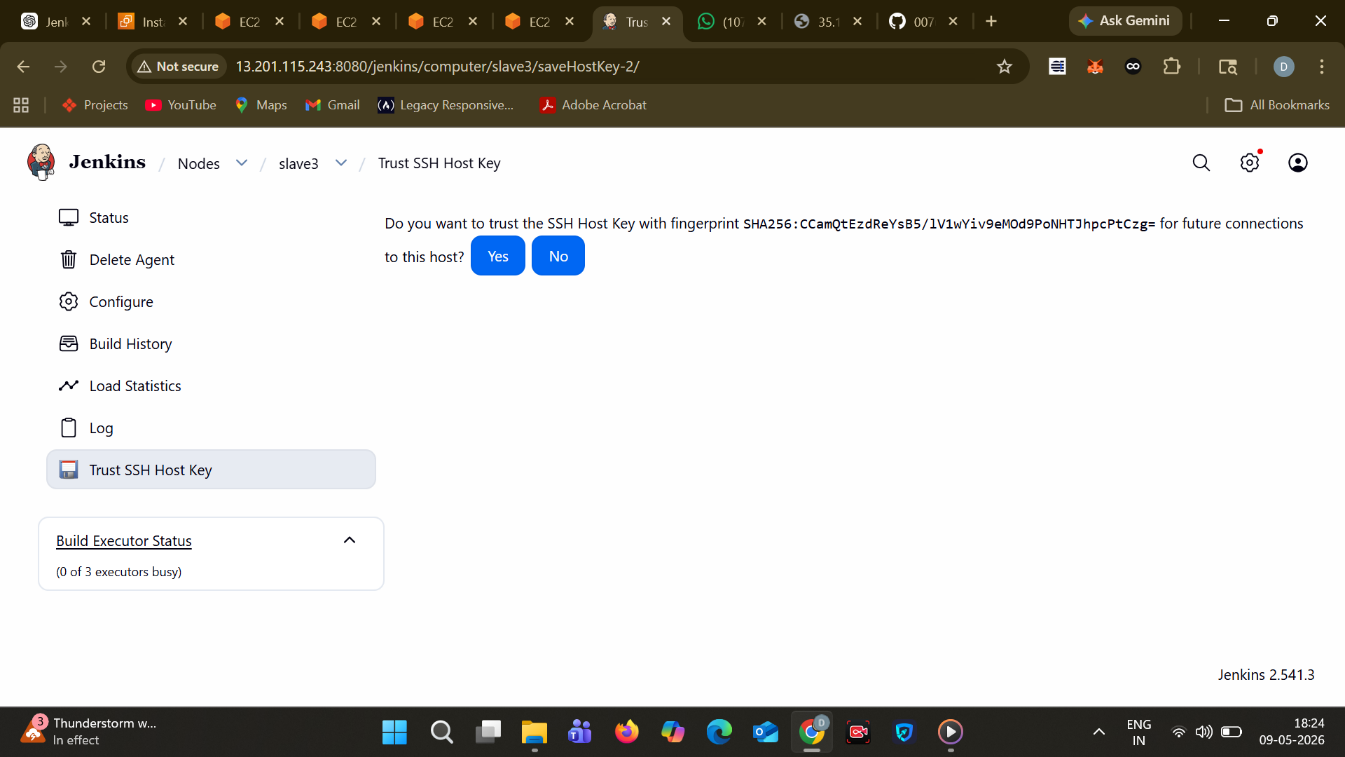 Jenk
Insta
EC2
EC2
EC2
EC2
Trus
(107
35.1
007
Ask Gemini
Not secure
13.201.115.243:8080/jenkins/computer/slave3/saveHostKey-2/
D
Projects
YouTube
Maps
Gmail
Legacy Responsive...
Adobe Acrobat
All Bookmarks
Jenkins / Nodes / slave3 / Trust SSH Host Key
Status
Delete Agent
Configure
Build History
Load Statistics
Log
Trust SSH Host Key
Build Executor Status
(0 of 3 executors busy)
Do you want to trust the SSH Host Key with fingerprint SHA256:CCamQtEzdReYsB5/lV1wYiv9eMOd9PoNHTJhpcPtCzg= for future connections
to this host? Yes No
Jenkins 2.541.3
3
Thunderstorm w...
In effect
D
ENG
IN
18:24
09-05-2026